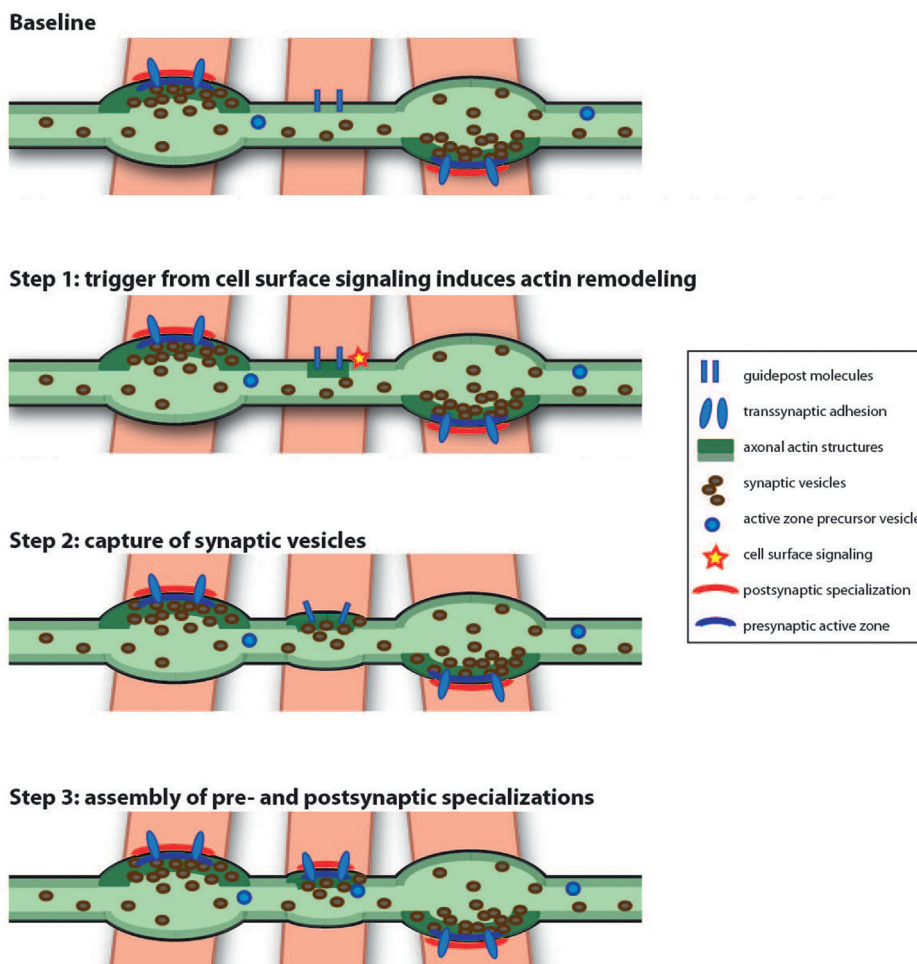 Baseline
Step 1: trigger from cell surface signaling induces actin remodeling
guidepost molecules
transsynaptic adhesion
axonal actin structures
synaptic vesicles
active zone precursor vesicle
cell surface signaling
postsynaptic specialization
presynaptic active zone
Step 2: capture of synaptic vesicles
Step 3: assembly of pre- and postsynaptic specializations